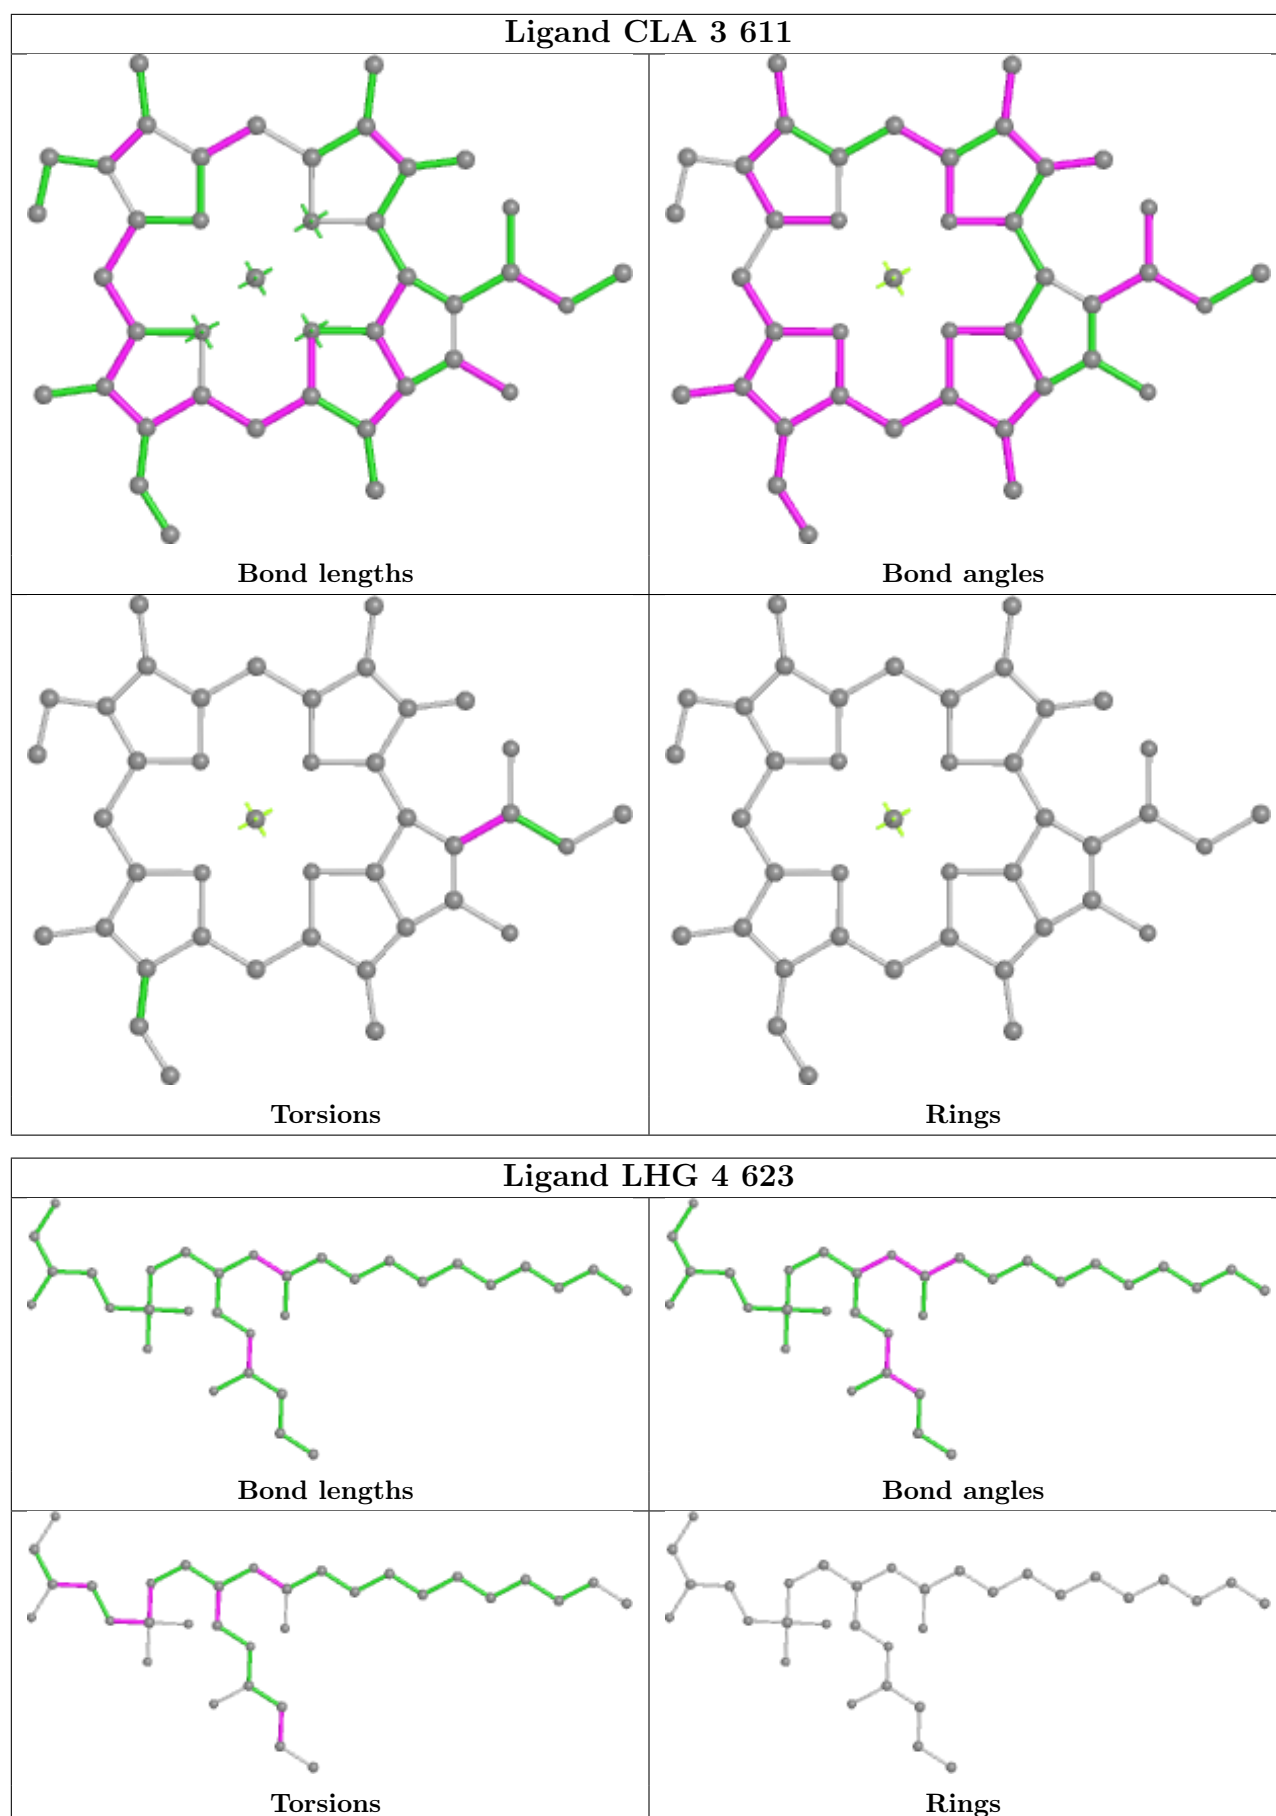 Ligand CLA 3 611
Bond lengths
Bond angles
Torsions
Rings
Ligand LHG 4 623
Bond lengths
Bond angles
Torsions
Rings